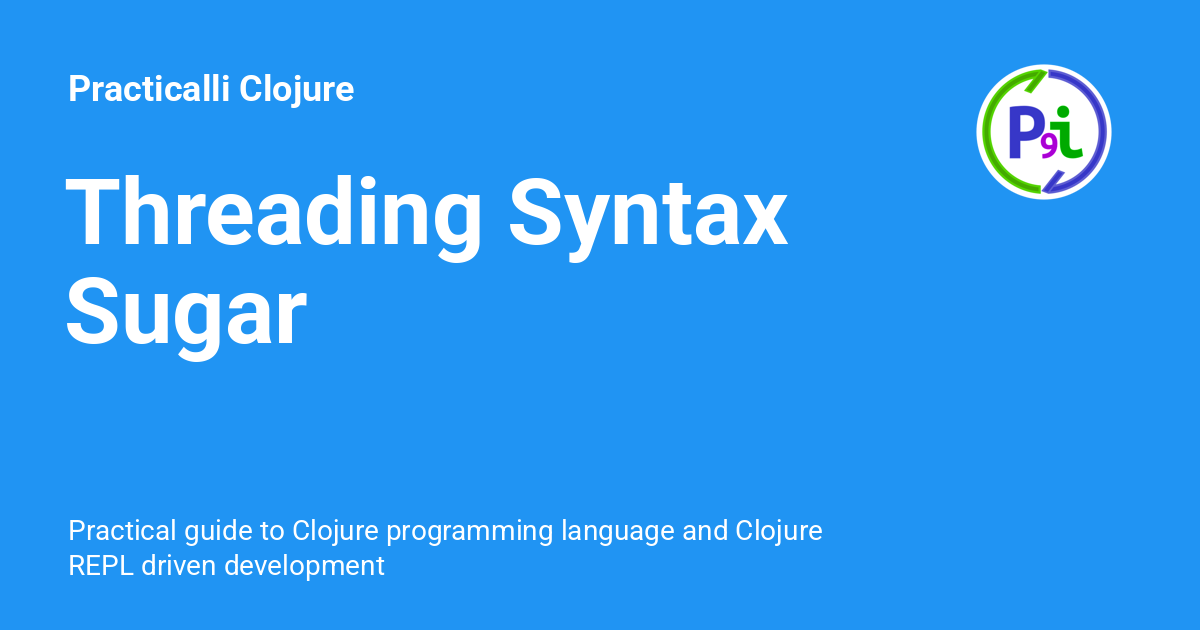 Practicalli Clojure
P9i
Threading Syntax
Sugar
Practical guide to Clojure programming language and Clojure
REPL driven development